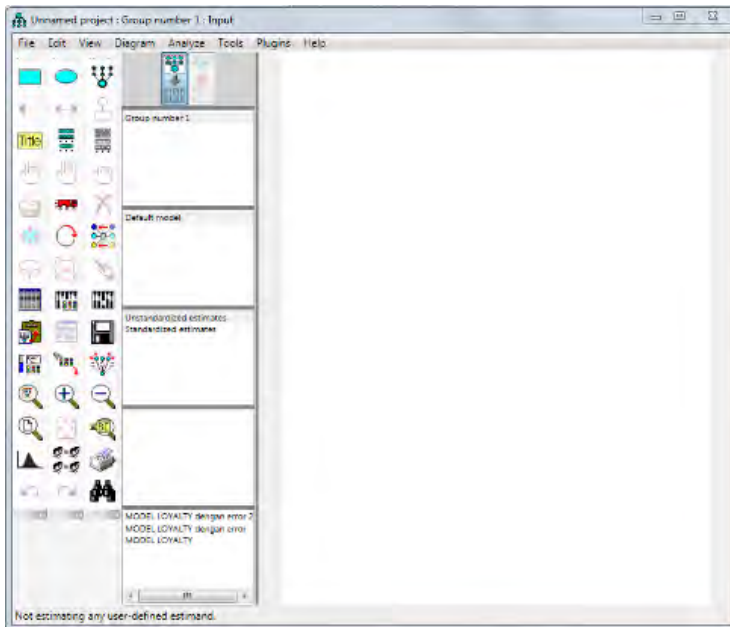 Unnamed project : Group number 1 : Input
File Edit View Diagram Analyze Tools Plugins Help
Title
Group number 1
Default model
Unstandardized estimates
Standardized estimates
MODEL LOYALTY dengan error 2
MODEL LOYALTY dengan error
MODEL LOYALTY
Not estimating any user-defined estimand.